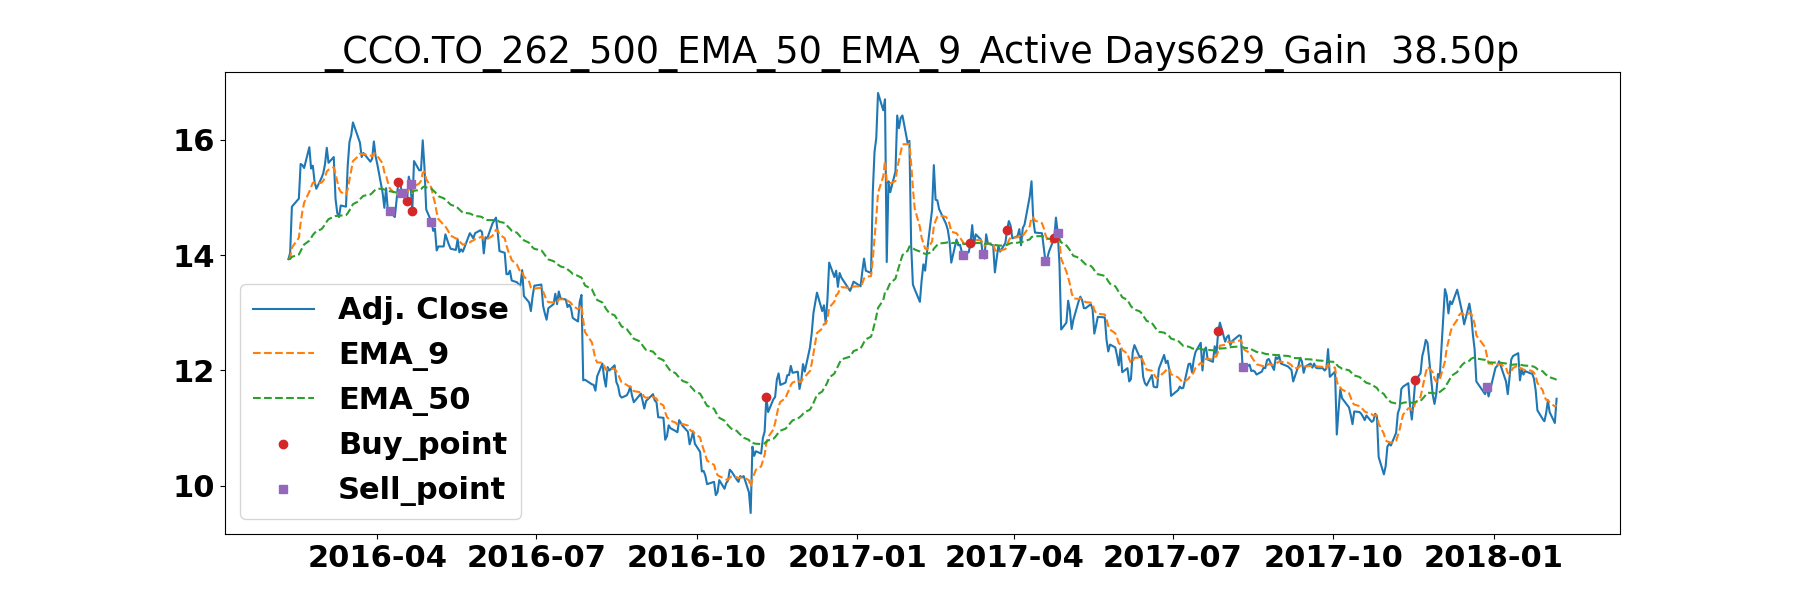 _CCO.TO_262_500_EMA_50_EMA_9_Active Days629_Gain  38.50p
16
14
12
10
Adj. Close
EMA_9
EMA_50
Buy_point
Sell_point
2016-04 2016-07 2016-10 2017-01 2017-04 2017-07 2017-10 2018-01